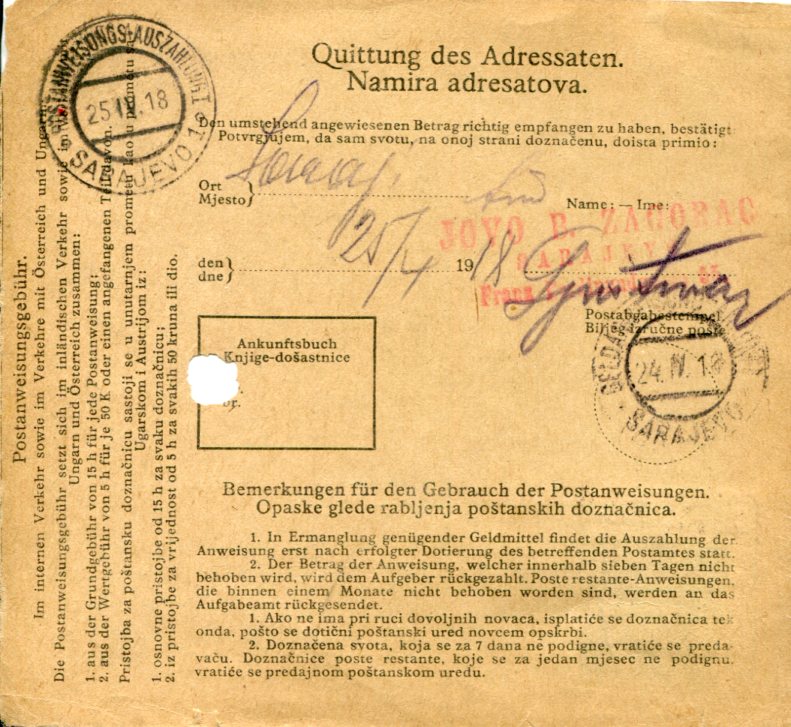 Quittung des Adressaten.
Namira adresatova.
Den umstehend angewiesenen Betrag richtig empfangen zu haben, bestätigt
Potvrgjujem, da sam svotu, na onoj strani doznačenu, doista primio:
Ort
Mjesto
Name: — Ime:
JOVO P. ZAGORAC
SARAJEVO
Franz
den
dne
25/4 1918
Postabgabestempel
Biljeg izručne pošte
Ankunftsbuch
Knjige-došastnice
br.
POSTANWEISUNGS-AUSZAHLUNG
25 IV. 18
SARAJEVO 1
24. IV. 18
SARAJEVO
Bemerkungen für den Gebrauch der Postanweisungen.
Opaske glede rabljenja poštanskih doznačnica.
1. In Ermanglung genügender Geldmittel findet die Auszahlung der
Anweisung erst nach erfolgter Dotierung des betreffenden Postamtes statt.
2. Der Betrag der Anweisung, welcher innerhalb sieben Tagen nicht
behoben wird, wird dem Aufgeber rückgezahlt. Poste restante-Anweisungen,
die binnen einem Monate nicht behoben worden sind, werden an das
Aufgabeamt rückgesendet.
1. Ako ne ima pri ruci dovoljnih novaca, isplatiće se doznačnica tek
onda, pošto se dotični poštanski ured novcem opskrbi.
2. Doznačena svota, koja se za 7 dana ne podigne, vratiće se preda-
vaču. Doznačnice poste restante, koje se za jedan mjesec ne podignu,
vratiće se predajnom poštanskom uredu.
Postanweisungsgebühr.
Im internen Verkehr sowie im Verkehre mit Österreich und Ungarn
Die Postanweisungsgebühr setzt sich im inländischen Verkehr sowie im
Ungarn und Österreich zusammen:
1. aus der Grundgebühr von 15 h für jede Postanweisung;
2. aus der Wertgebühr von 5 h für je 50 K oder einen angefangenen Teil davon.
Pristojba za poštansku doznačnicu sastoji se u unutarnjem prometu kao u prometu s
Ugarskom i Austrijom iz:
1. osnovne pristojbe od 15 h za svaku doznačnicu;
2. iz pristojbe za vrijednost od 5 h za svakih 50 kruna ili dio.